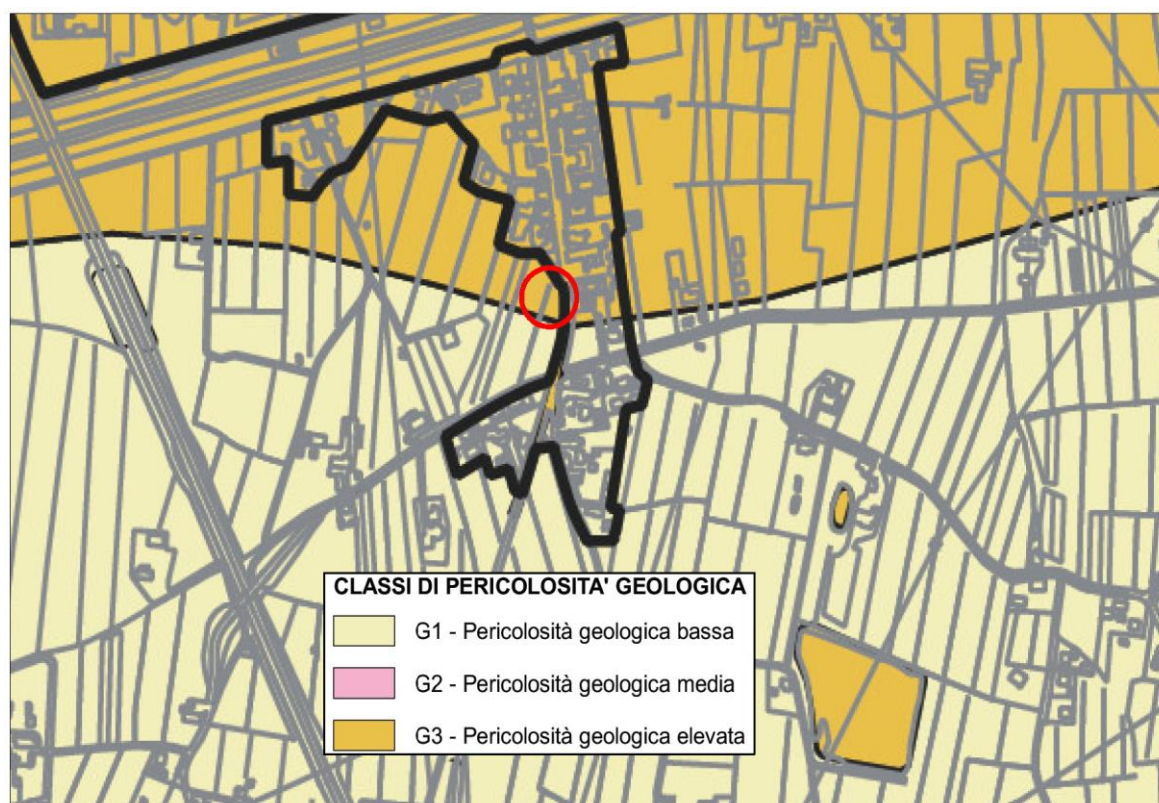 CLASSI DI PERICOLOSITA' GEOLOGICA
G1 - Pericolosità geologica bassa
G2 - Pericolosità geologica media
G3 - Pericolosità geologica elevata